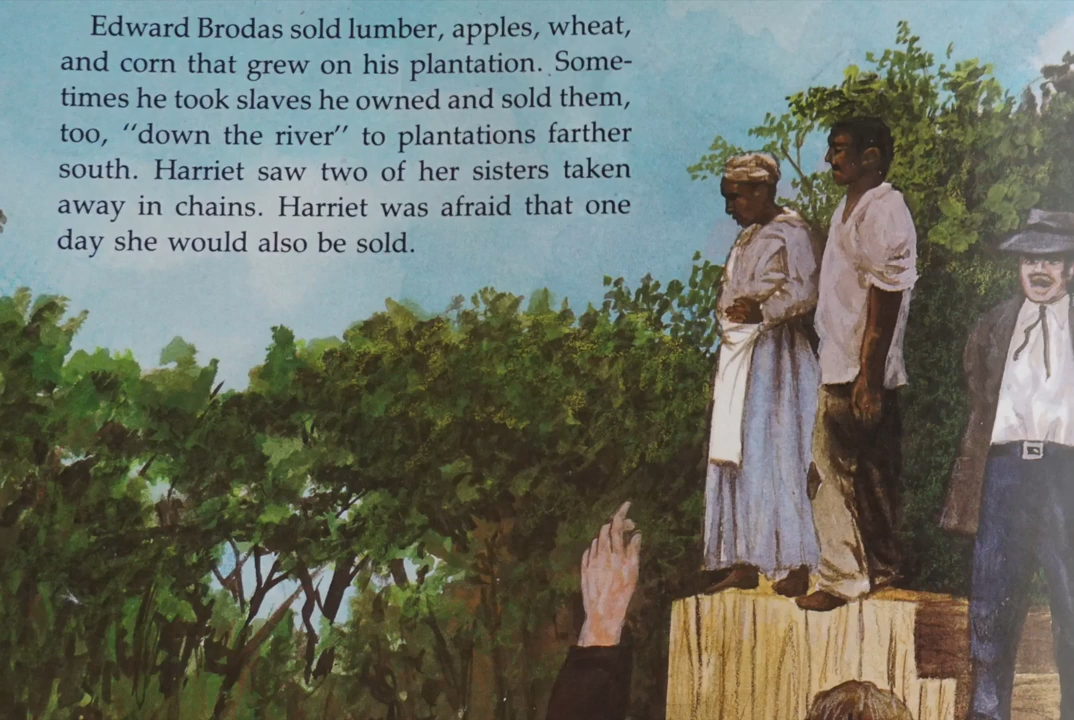 Edward Brodas sold lumber, apples, wheat,
and corn that grew on his plantation. Some-
times he took slaves he owned and sold them,
too, “down the river” to plantations farther
south. Harriet saw two of her sisters taken
away in chains. Harriet was afraid that one
day she would also be sold.